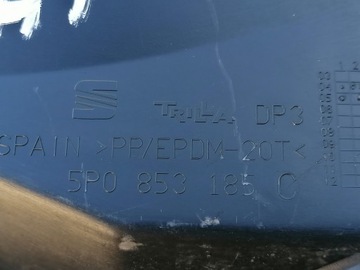 TRILLA DP3
SPAIN >PP/EPDM-20T<
5P0 853 185 C